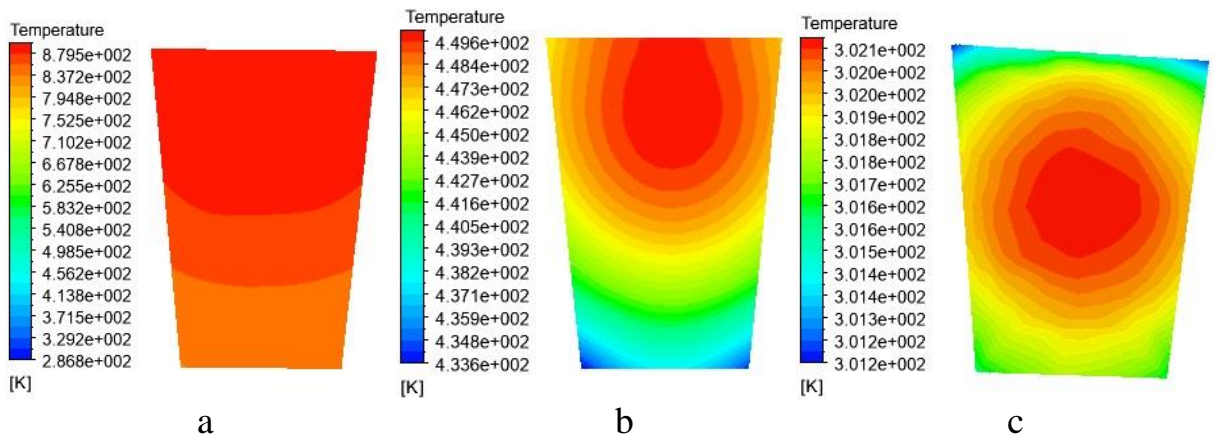 Temperature
8.795e+002
8.372e+002
7.948e+002
7.525e+002
7.102e+002
6.678e+002
6.255e+002
5.832e+002
5.408e+002
4.985e+002
4.562e+002
4.138e+002
3.715e+002
3.292e+002
2.868e+002
[K]
a
Temperature
4.496e+002
4.484e+002
4.473e+002
4.462e+002
4.450e+002
4.439e+002
4.427e+002
4.416e+002
4.405e+002
4.393e+002
4.382e+002
4.371e+002
4.359e+002
4.348e+002
4.336e+002
[K]
b
Temperature
3.021e+002
3.020e+002
3.020e+002
3.019e+002
3.018e+002
3.018e+002
3.017e+002
3.016e+002
3.016e+002
3.015e+002
3.014e+002
3.014e+002
3.013e+002
3.012e+002
3.012e+002
[K]
c